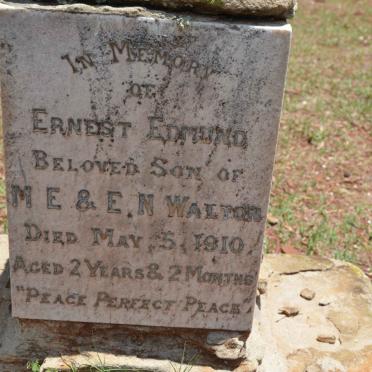 In Memory
of
Ernest Edmund
Beloved Son of
M E & E. N Walton
Died May 5, 1910
Aged 2 Years & 2 Months
"Peace Perfect Peace"